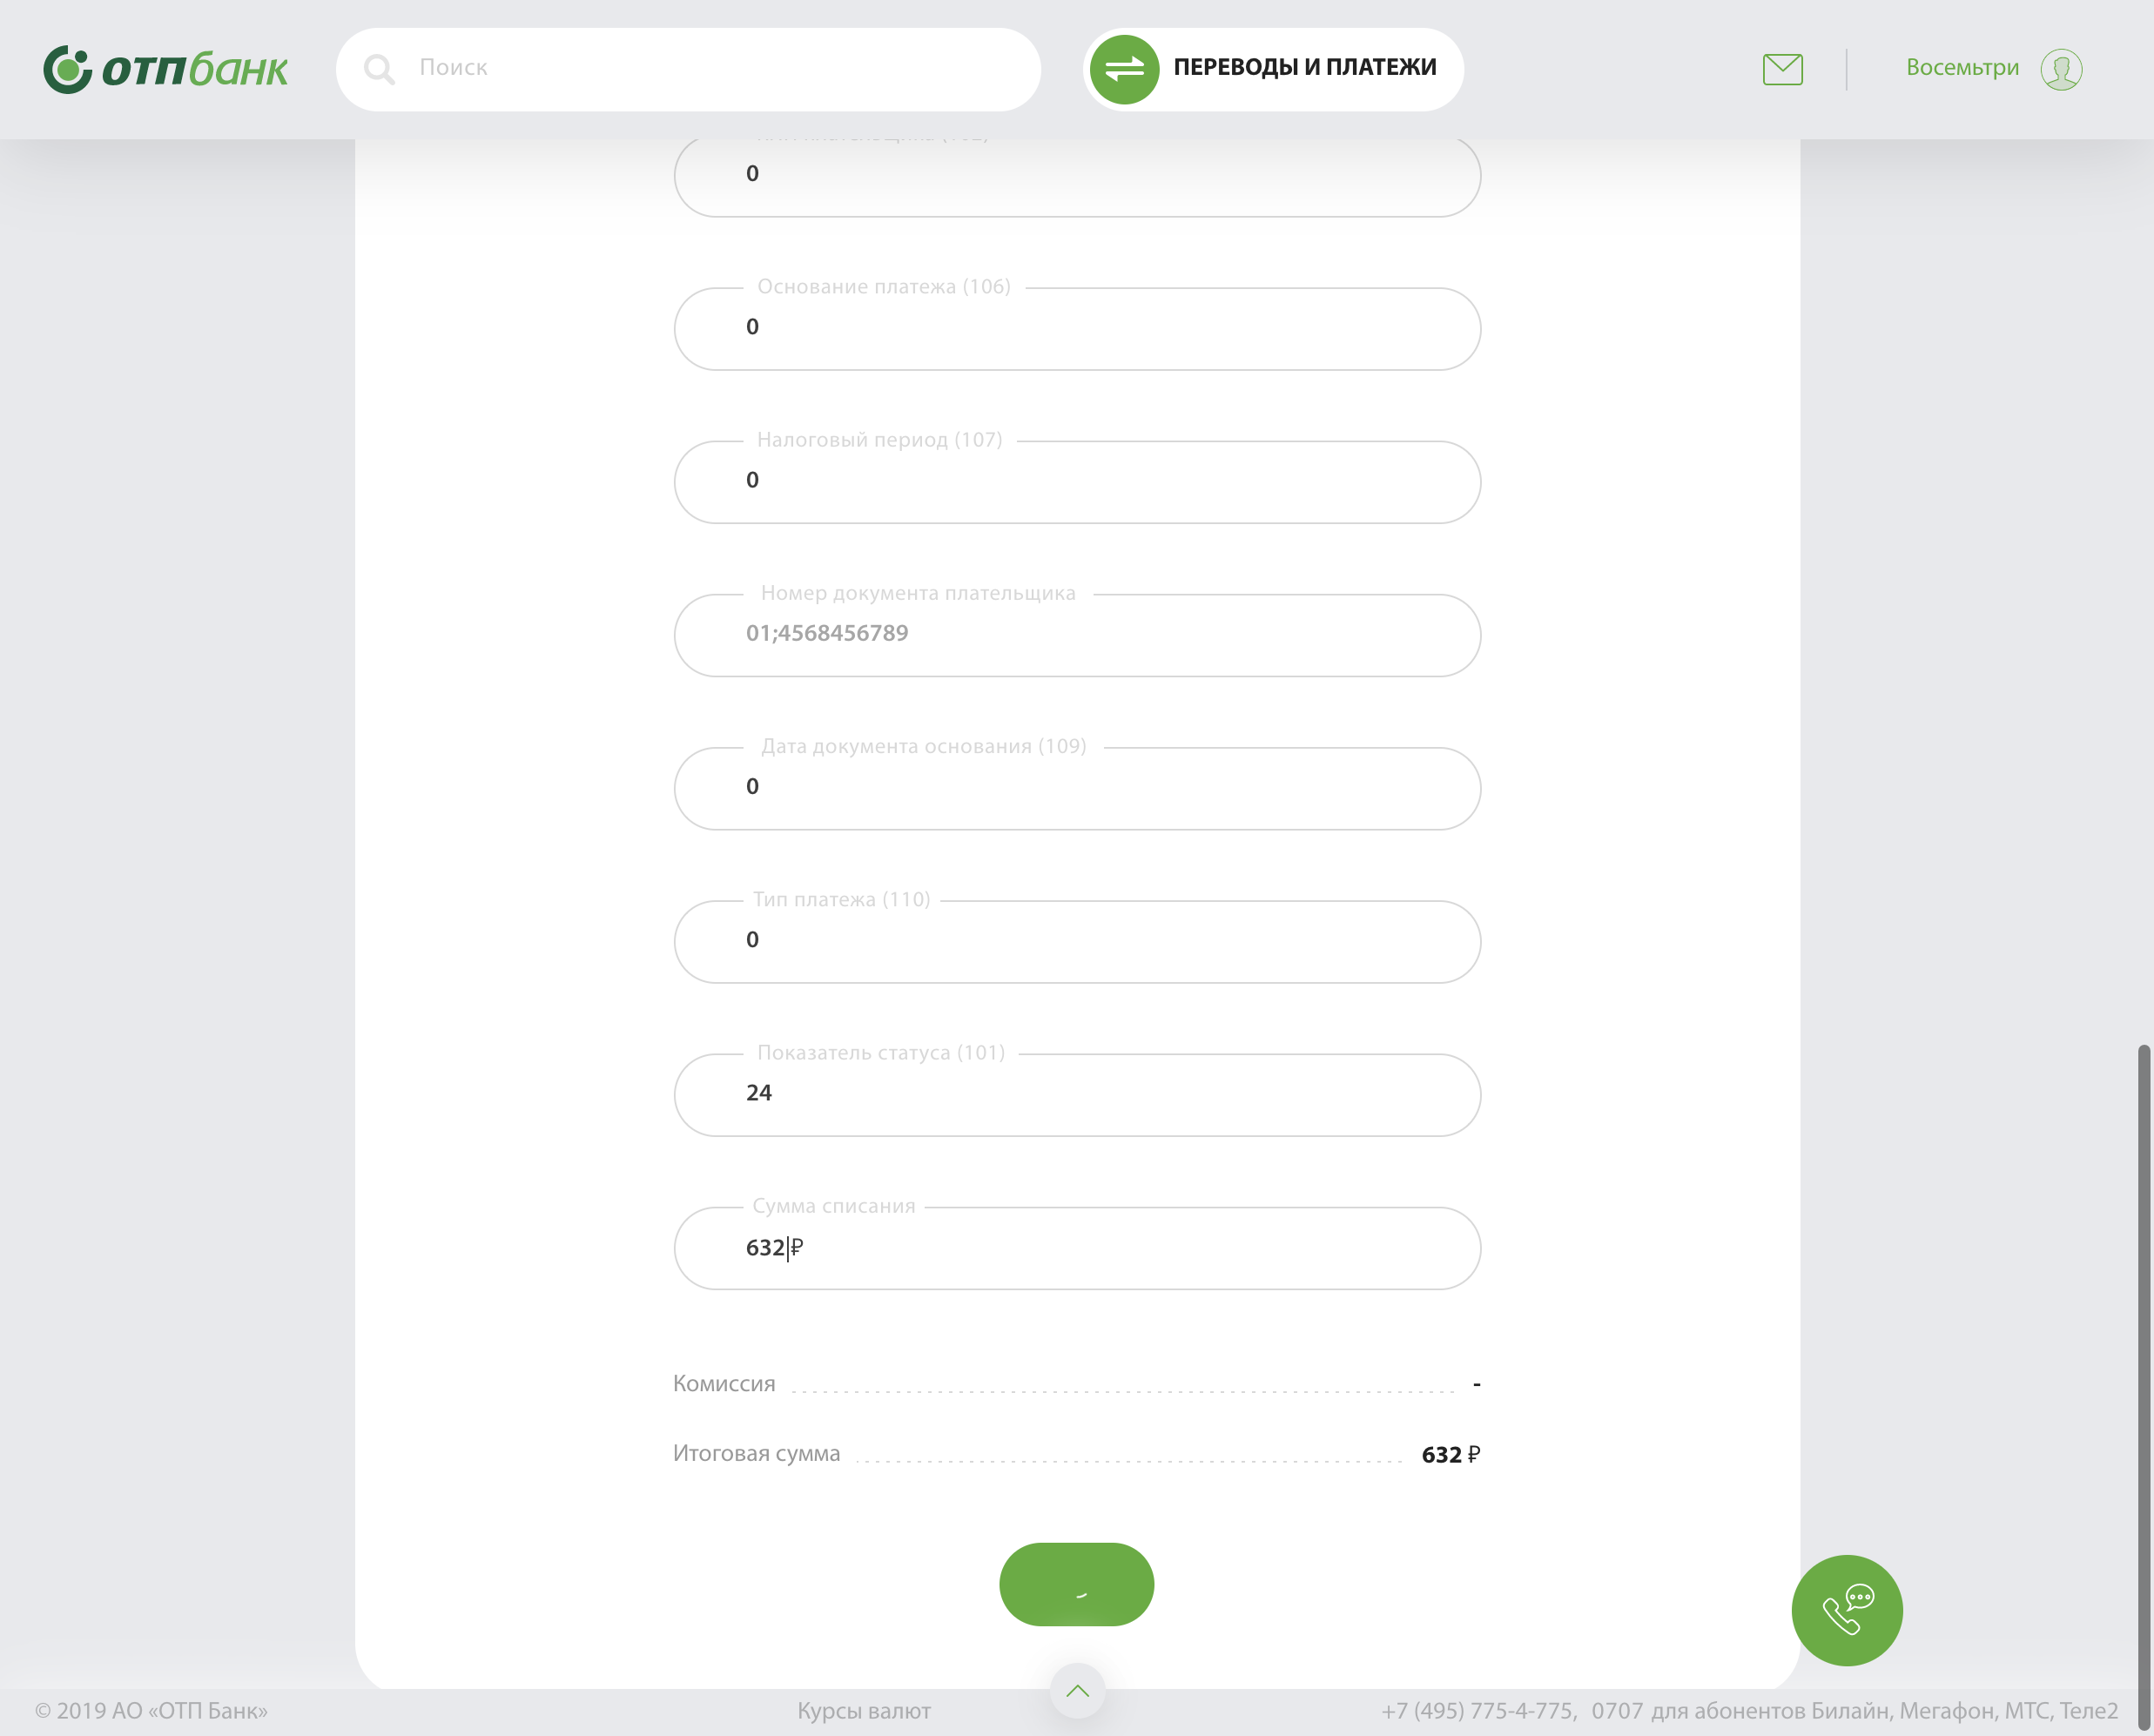 отпбанк
Поиск
ПЕРЕВОДЫ И ПЛАТЕЖИ
Восемьтри
0
Основание платежа (106)
0
Налоговый период (107)
0
Номер документа плательщика
01;4568456789
Дата документа основания (109)
0
Тип платежа (110)
0
Показатель статуса (101)
24
Сумма списания
632 ₽
Комиссия -
Итоговая сумма 632 ₽
© 2019 АО «ОТП Банк» Курсы валют +7 (495) 775-4-775, 0707 для абонентов Билайн, Мегафон, МТС, Теле2